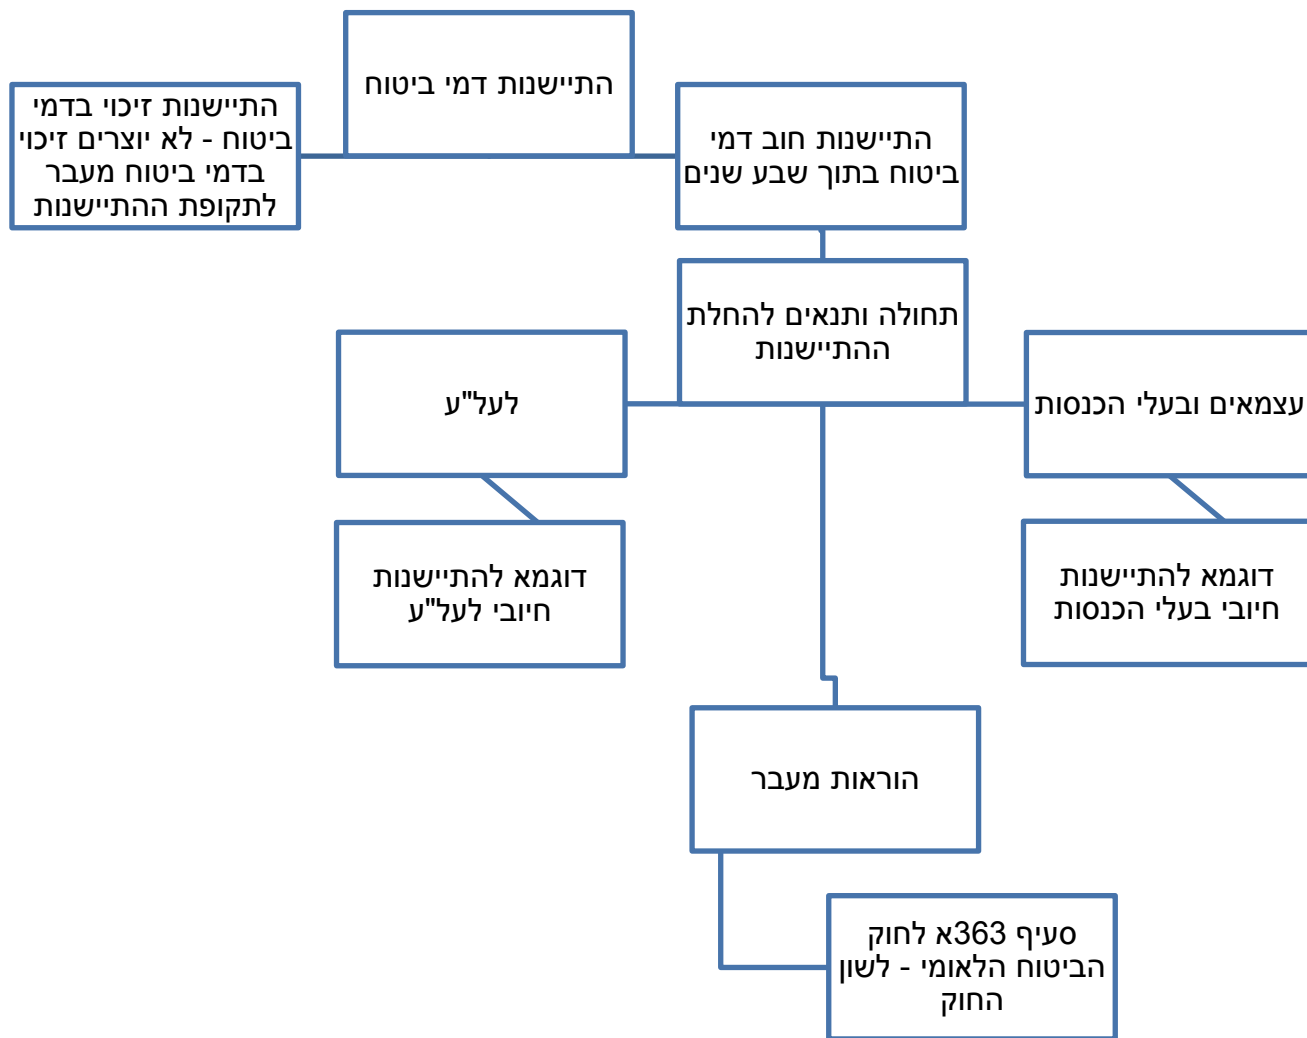 התיישנות דמי ביטוח
התיישנות זיכוי בדמי
ביטוח - לא יוצרים זיכוי
בדמי ביטוח מעבר
לתקופת ההתיישנות
התיישנות חוב דמי
ביטוח בתוך שבע שנים
תחולה ותנאים להחלת
ההתיישנות
עצמאים ובעלי הכנסות
לעל"ע
דוגמא להתיישנות
חיובי בעלי הכנסות
דוגמא להתיישנות
חיובי לעל"ע
הוראות מעבר
סעיף 363א לחוק
הביטוח הלאומי - לשון
החוק